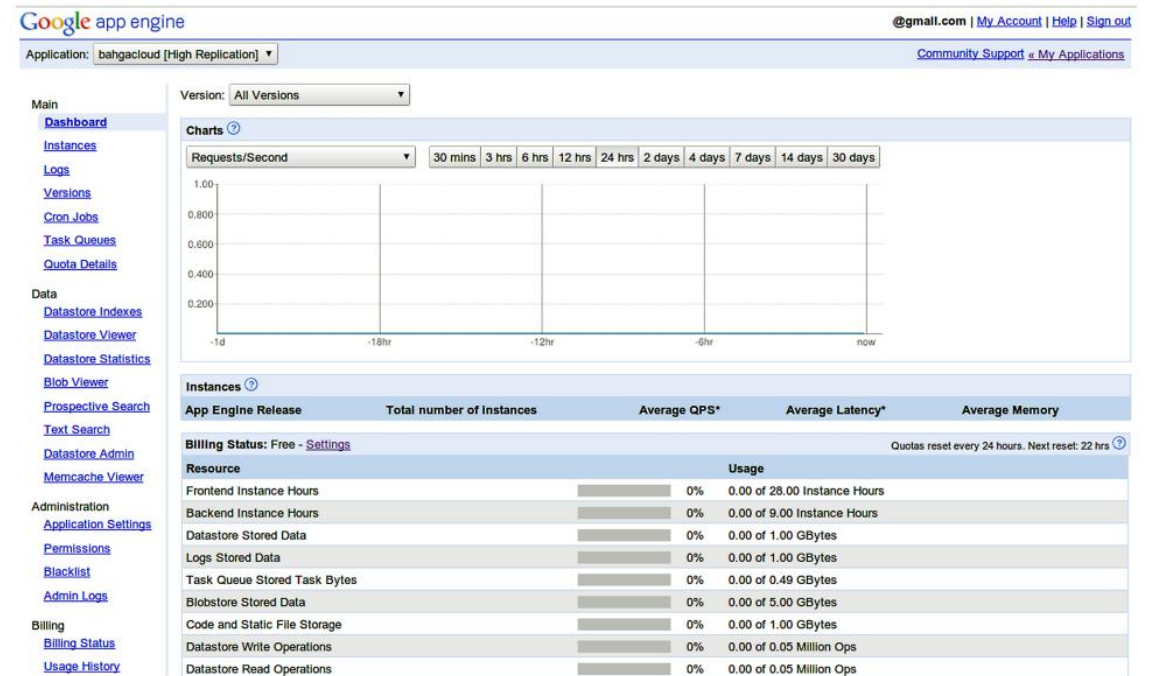 Google app engine
@gmail.com | My Account | Help | Sign out
Application: bahgacloud [High Replication]
Community Support « My Applications
Main
Dashboard
Instances
Logs
Versions
Cron Jobs
Task Queues
Quota Details
Data
Datastore Indexes
Datastore Viewer
Datastore Statistics
Blob Viewer
Prospective Search
Text Search
Datastore Admin
Memcache Viewer
Administration
Application Settings
Permissions
Blacklist
Admin Logs
Billing
Billing Status
Usage History
Version: All Versions
Charts ?
Requests/Second
30 mins 3 hrs 6 hrs 12 hrs 24 hrs 2 days 4 days 7 days 14 days 30 days
1.00
0.800
0.600
0.400
0.200
-1d -18hr -12hr -6hr now
Instances ?
App Engine Release Total number of Instances Average QPS* Average Latency* Average Memory
Billing Status: Free - Settings Quotas reset every 24 hours. Next reset: 22 hrs ?
Resource Usage
Frontend Instance Hours 0% 0.00 of 28.00 Instance Hours
Backend Instance Hours 0% 0.00 of 9.00 Instance Hours
Datastore Stored Data 0% 0.00 of 1.00 GBytes
Logs Stored Data 0% 0.00 of 1.00 GBytes
Task Queue Stored Task Bytes 0% 0.00 of 0.49 GBytes
Blobstore Stored Data 0% 0.00 of 5.00 GBytes
Code and Static File Storage 0% 0.00 of 1.00 GBytes
Datastore Write Operations 0% 0.00 of 0.05 Million Ops
Datastore Read Operations 0% 0.00 of 0.05 Million Ops